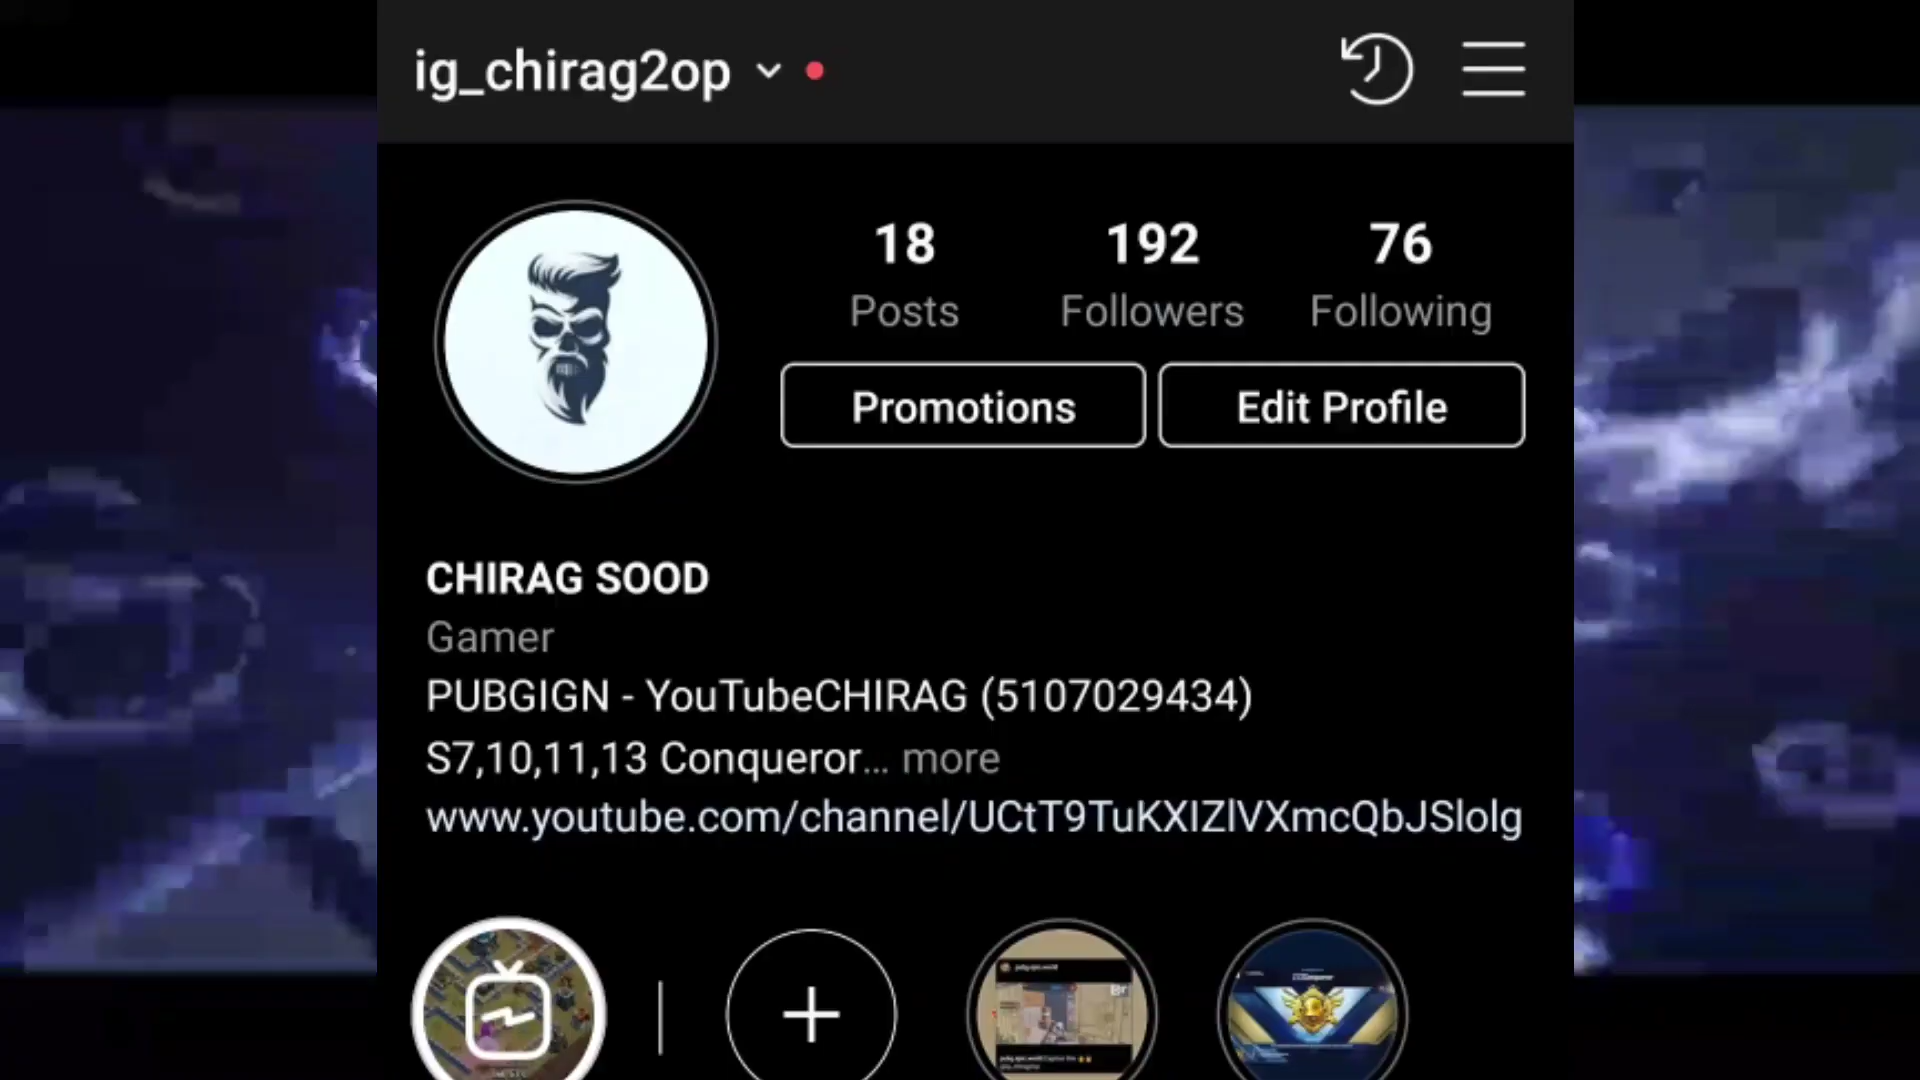 ig_chirag2op
18 192 76
Posts Followers Following
Promotions Edit Profile
CHIRAG SOOD
Gamer
PUBGIGN - YouTubeCHIRAG (5107029434)
S7,10,11,13 Conqueror... more
www.youtube.com/channel/UCtT9TuKXIZlVXmcQbJSlolg